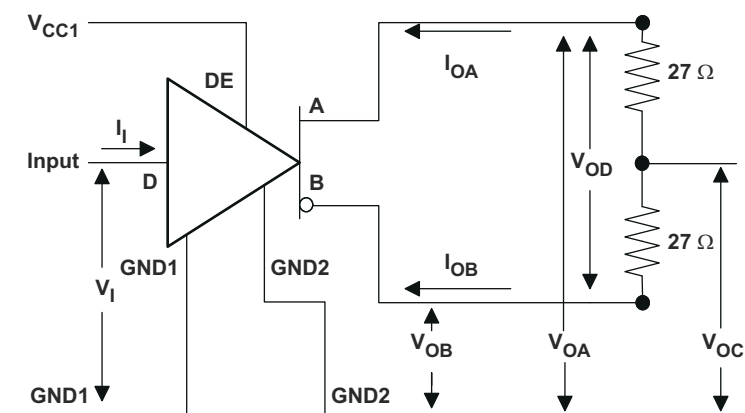 VCC1
DE
A
IOA
27 Ω
II
Input
D
B
VOD
27 Ω
GND1
GND2
IOB
VI
VOB
VOA
VOC
GND1
GND2